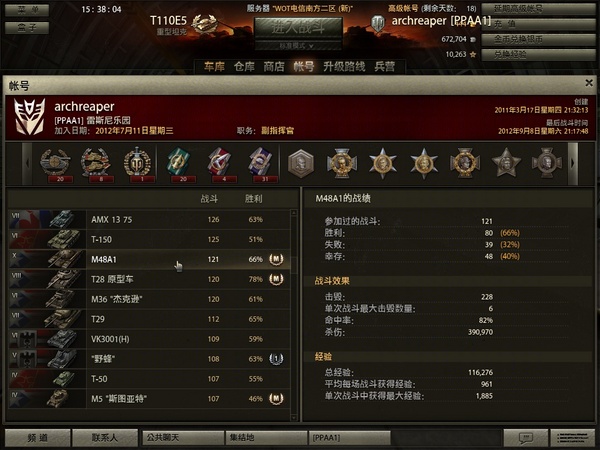 菜单
15 : 38 : 04
服务器 "WOT电信南方二区 (新)"
高级帐号 (剩余天数： 18)
延期高级帐号
盒子
T110E5
重型坦克
进入战斗
标准模式
archreaper [PPAA1]
充值
672,704
金币兑换银币
10,263
兑换经验
车库 仓库 商店 帐号 升级路线 兵营
帐号
archreaper
[PPAA1] 雷斯尼乐园
加入日期： 2012年7月11日星期三
职务： 副指挥官
创建
2011年3月17日星期四 21:32:13
最后战斗时间
2012年9月8日星期六 21:17:48
20 8 1 20 4 31
战斗 胜利
VII AMX 13 75 126 63%
VI T-150 125 51%
X M48A1 121 66% M
VIII T28 原型车 120 78% M
VI M36 "杰克逊" 120 61%
VII T29 112 65%
VII VK3001(H) 109 59%
V "野蜂" 108 63% 1
IV T-50 107 55%
IV M5 "斯图亚特" 107 46% M
M48A1的战绩
参加过的战斗： 121
胜利： 80 (66%)
失败： 39 (32%)
幸存： 48 (40%)
战斗效果
击毁： 228
单次战斗最大击毁数量： 6
命中率： 82%
杀伤： 390,970
经验
总经验： 116,276
平均每场战斗获得经验： 961
单次战斗中获得最大经验： 1,885
频道 联系人 公共聊天 集结地 [PPAA1]